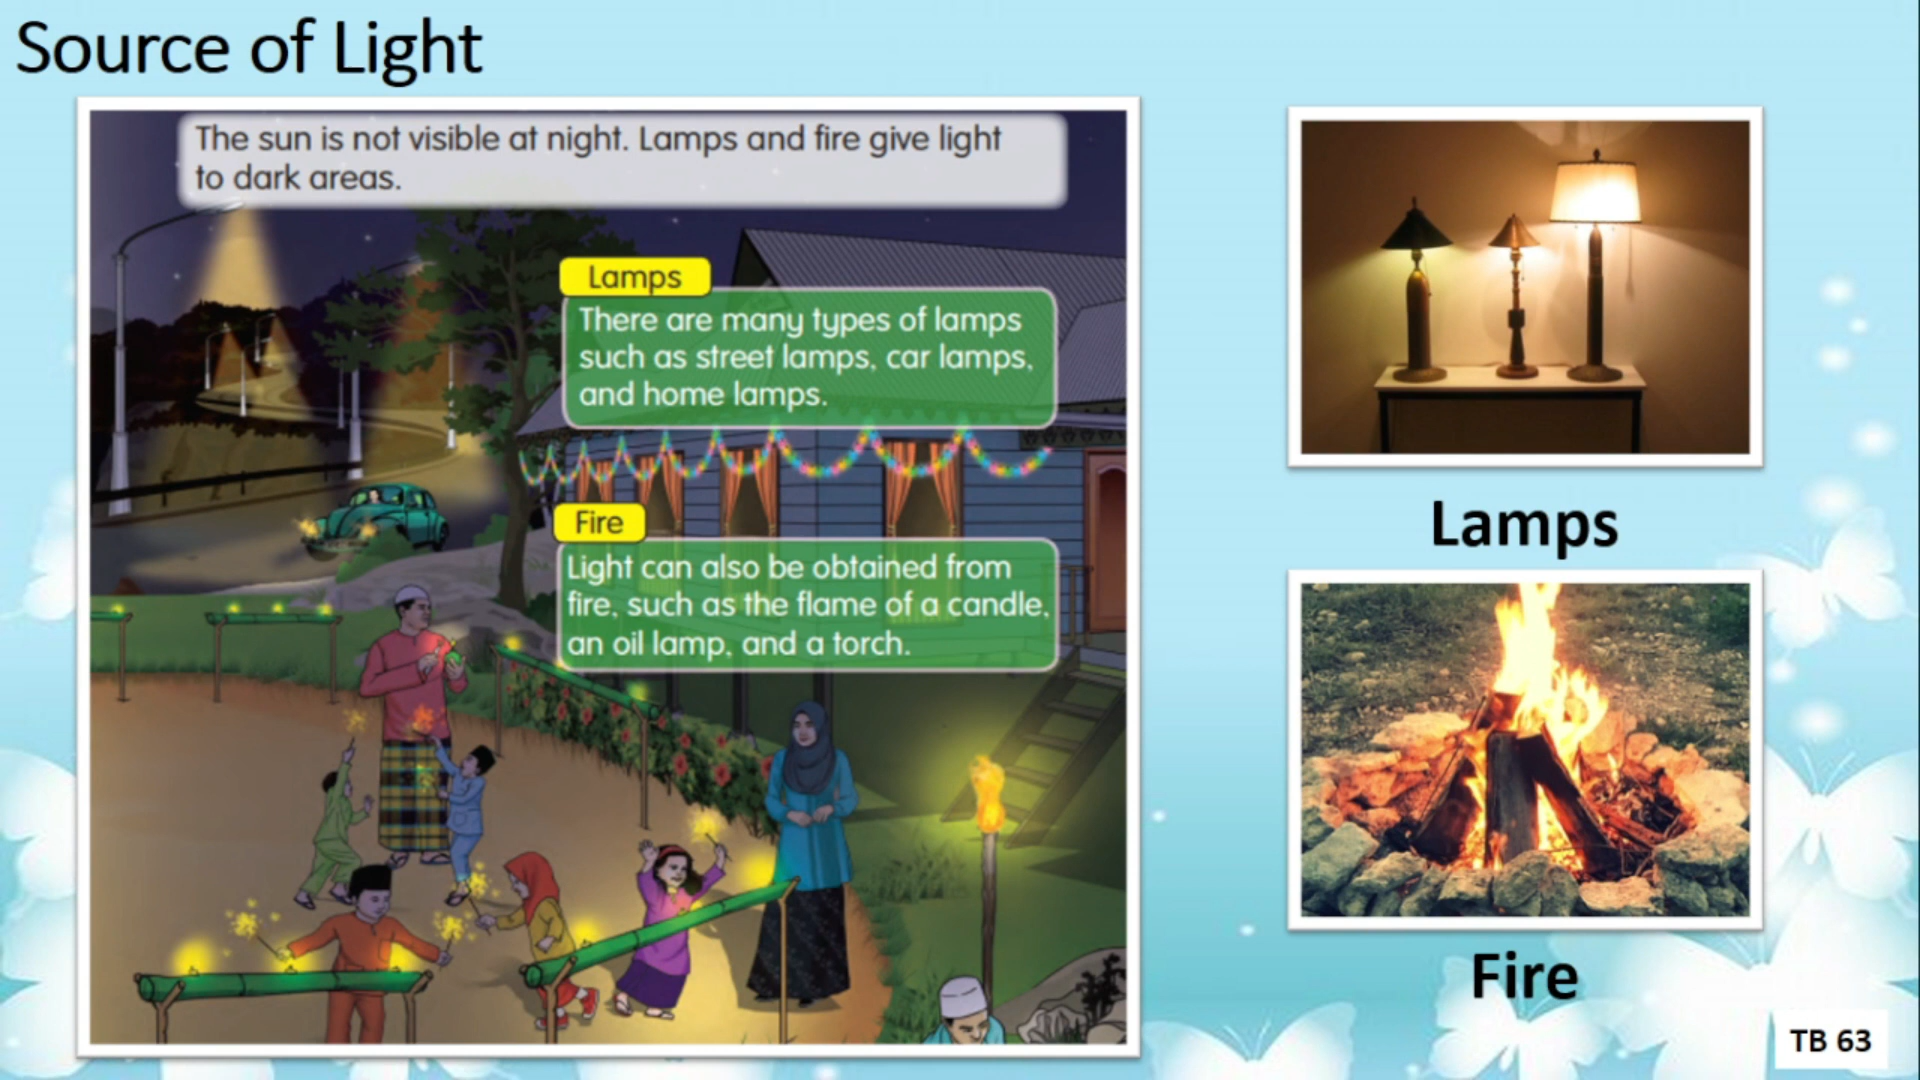 Source of Light
The sun is not visible at night. Lamps and fire give light
to dark areas.
Lamps
There are many types of lamps
such as street lamps, car lamps,
and home lamps.
Fire
Light can also be obtained from
fire, such as the flame of a candle,
an oil lamp, and a torch.
Lamps
Fire
TB 63